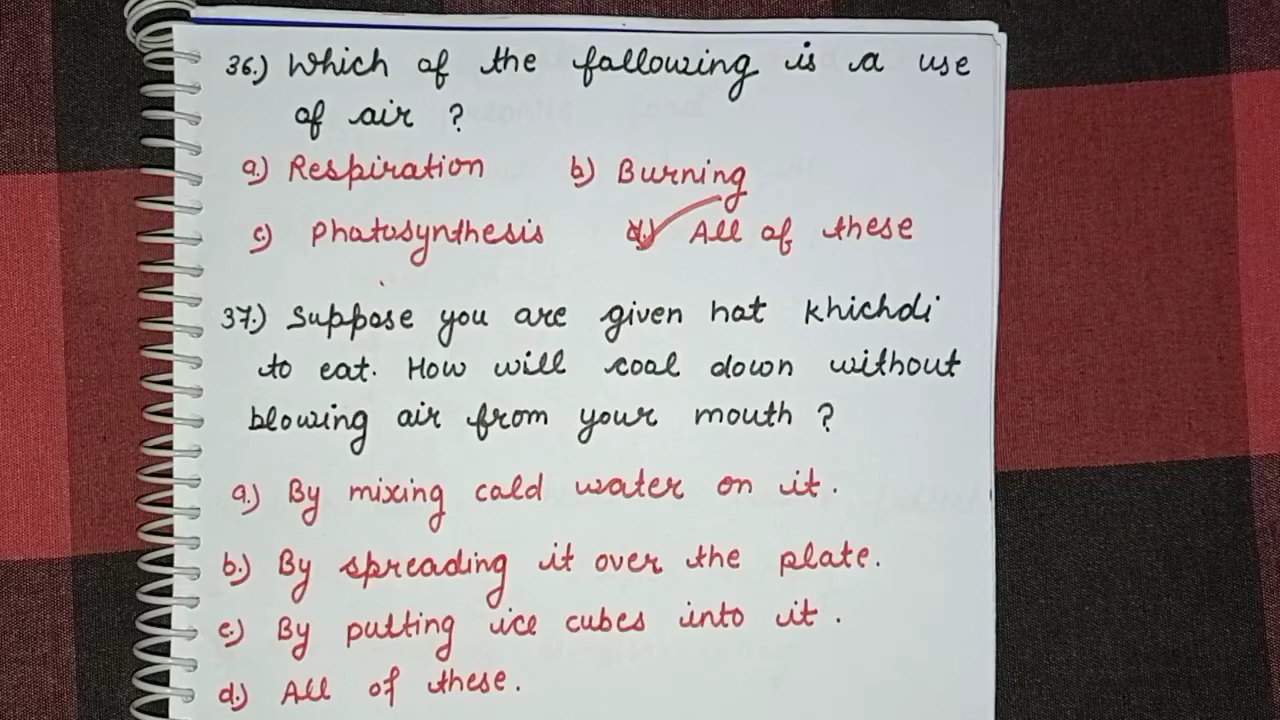 36.) Which of the following is a use
of air ?
a.) Respiration b.) Burning
c.) Photosynthesis d.) All of these
37.) Suppose you are given hot khichdi
to eat. How will cool down without
blowing air from your mouth ?
a.) By mixing cold water on it.
b.) By spreading it over the plate.
c.) By putting ice cubes into it.
d.) All of these.